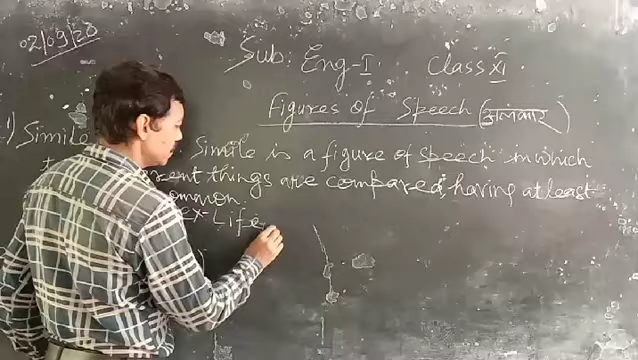 02/09/20
Sub: Eng-I Class XI
Figures of Speech (अलंकार)
1) Simile Simile is a figure of speech in which
things are compared, having at least
common.
ex- Life